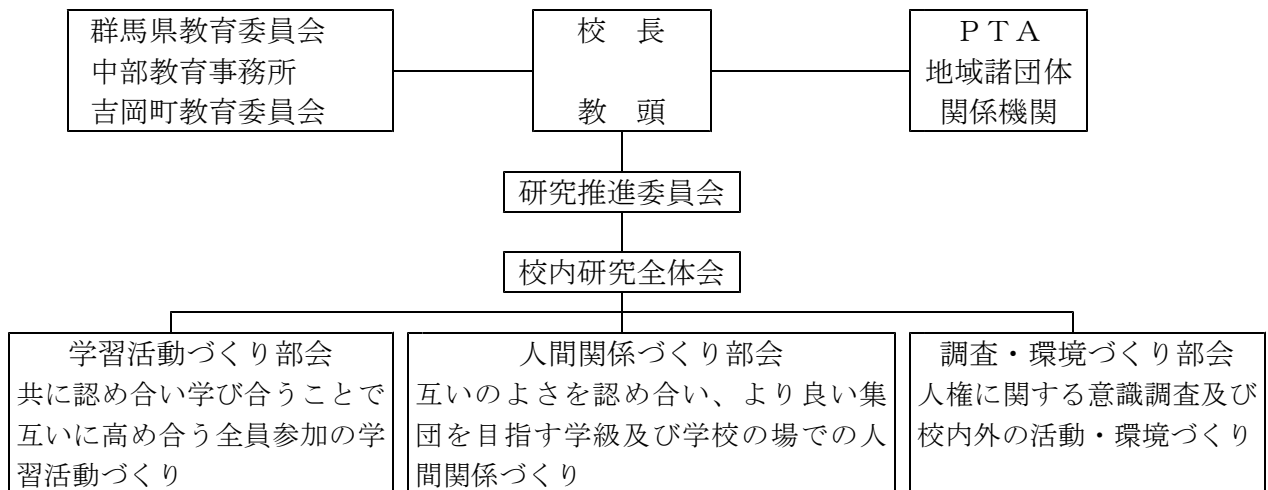 群馬県教育委員会
中部教育事務所
吉岡町教育委員会
校　長
教　頭
ＰＴＡ
地域諸団体
関係機関
研究推進委員会
校内研究全体会
学習活動づくり部会
共に認め合い学び合うことで
互いに高め合う全員参加の学
習活動づくり
人間関係づくり部会
互いのよさを認め合い、より良い集
団を目指す学級及び学校の場での人
間関係づくり
調査・環境づくり部会
人権に関する意識調査及び
校内外の活動・環境づくり